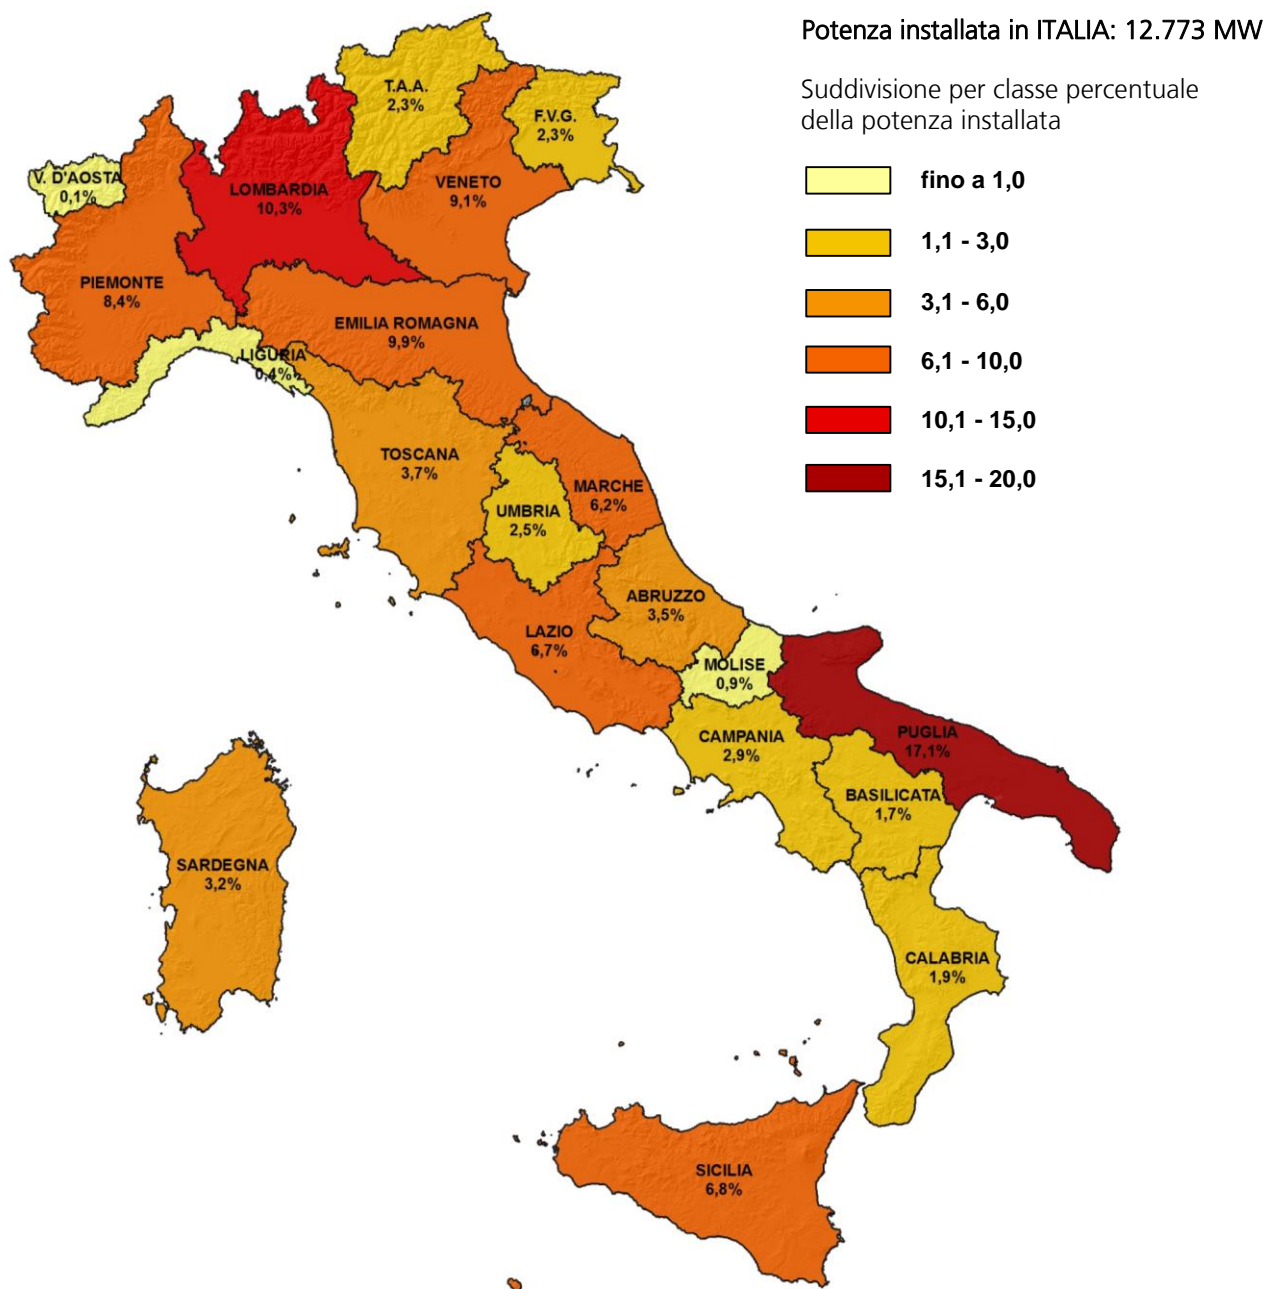 Potenza installata in ITALIA: 12.773 MW
Suddivisione per classe percentuale
della potenza installata
fino a 1,0
1,1 - 3,0
3,1 - 6,0
6,1 - 10,0
10,1 - 15,0
15,1 - 20,0
T.A.A.
2,3%
F.V.G.
2,3%
V. D'AOSTA
0,1%
LOMBARDIA
10,3%
VENETO
9,1%
PIEMONTE
8,4%
EMILIA ROMAGNA
9,9%
LIGURIA
0,4%
TOSCANA
3,7%
MARCHE
6,2%
UMBRIA
2,5%
ABRUZZO
3,5%
LAZIO
6,7%
MOLISE
0,9%
CAMPANIA
2,9%
PUGLIA
17,1%
BASILICATA
1,7%
SARDEGNA
3,2%
CALABRIA
1,9%
SICILIA
6,8%